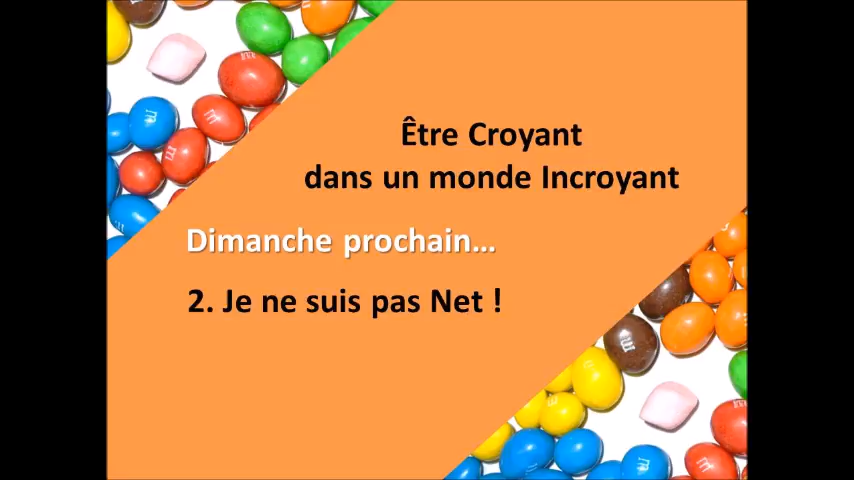 Être Croyant
dans un monde Incroyant
Dimanche prochain...
2. Je ne suis pas Net !